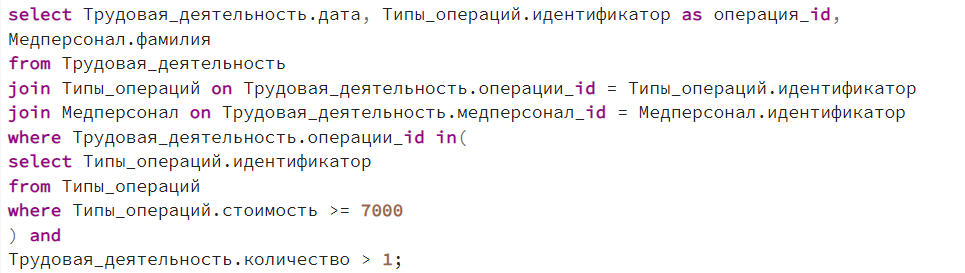 select Трудовая_деятельность.дата, Типы_операций.идентификатор as операция_id,
Медперсонал.фамилия
from Трудовая_деятельность
join Типы_операций on Трудовая_деятельность.операции_id = Типы_операций.идентификатор
join Медперсонал on Трудовая_деятельность.медперсонал_id = Медперсонал.идентификатор
where Трудовая_деятельность.операции_id in(
select Типы_операций.идентификатор
from Типы_операций
where Типы_операций.стоимость >= 7000
) and
Трудовая_деятельность.количество > 1;